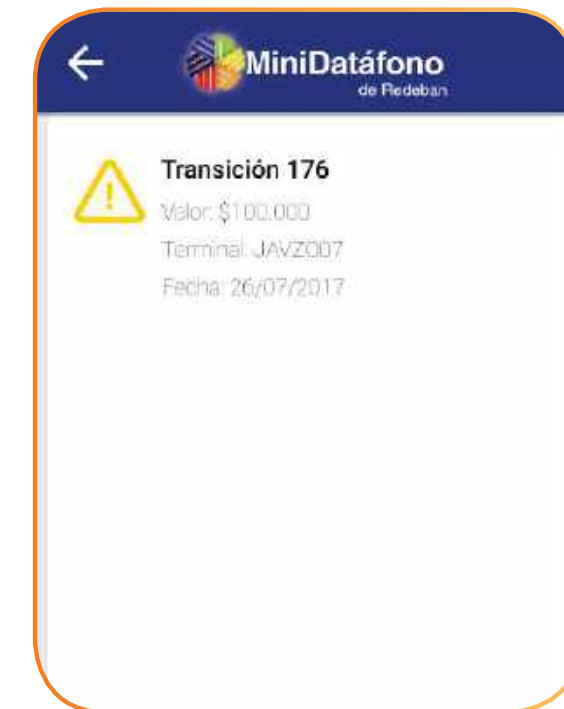 MiniDatáfono
de Redeban
Transición 176
Valor: $100.000
Terminal: JAVZ007
Fecha: 26/07/2017